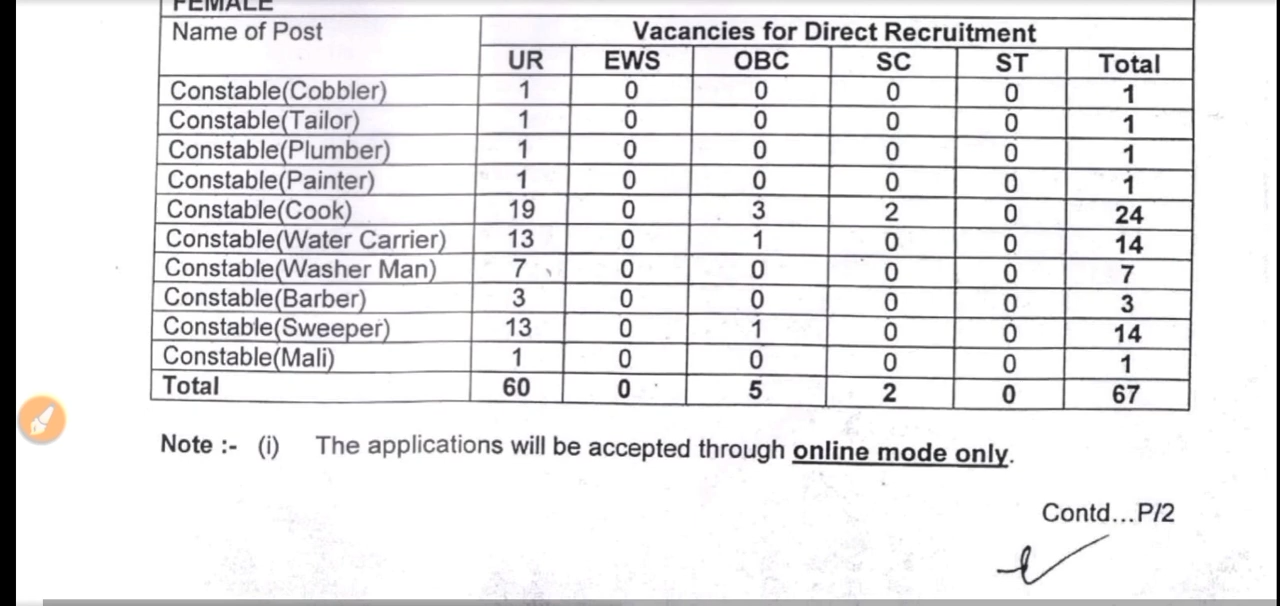 FEMALE
Name of Post Vacancies for Direct Recruitment
UR EWS OBC SC ST Total
Constable(Cobbler) 1 0 0 0 0 1
Constable(Tailor) 1 0 0 0 0 1
Constable(Plumber) 1 0 0 0 0 1
Constable(Painter) 1 0 0 0 0 1
Constable(Cook) 19 0 3 2 0 24
Constable(Water Carrier) 13 0 1 0 0 14
Constable(Washer Man) 7 0 0 0 0 7
Constable(Barber) 3 0 0 0 0 3
Constable(Sweeper) 13 0 1 0 0 14
Constable(Mali) 1 0 0 0 0 1
Total 60 0 5 2 0 67
Note :- (i) The applications will be accepted through online mode only.
Contd...P/2